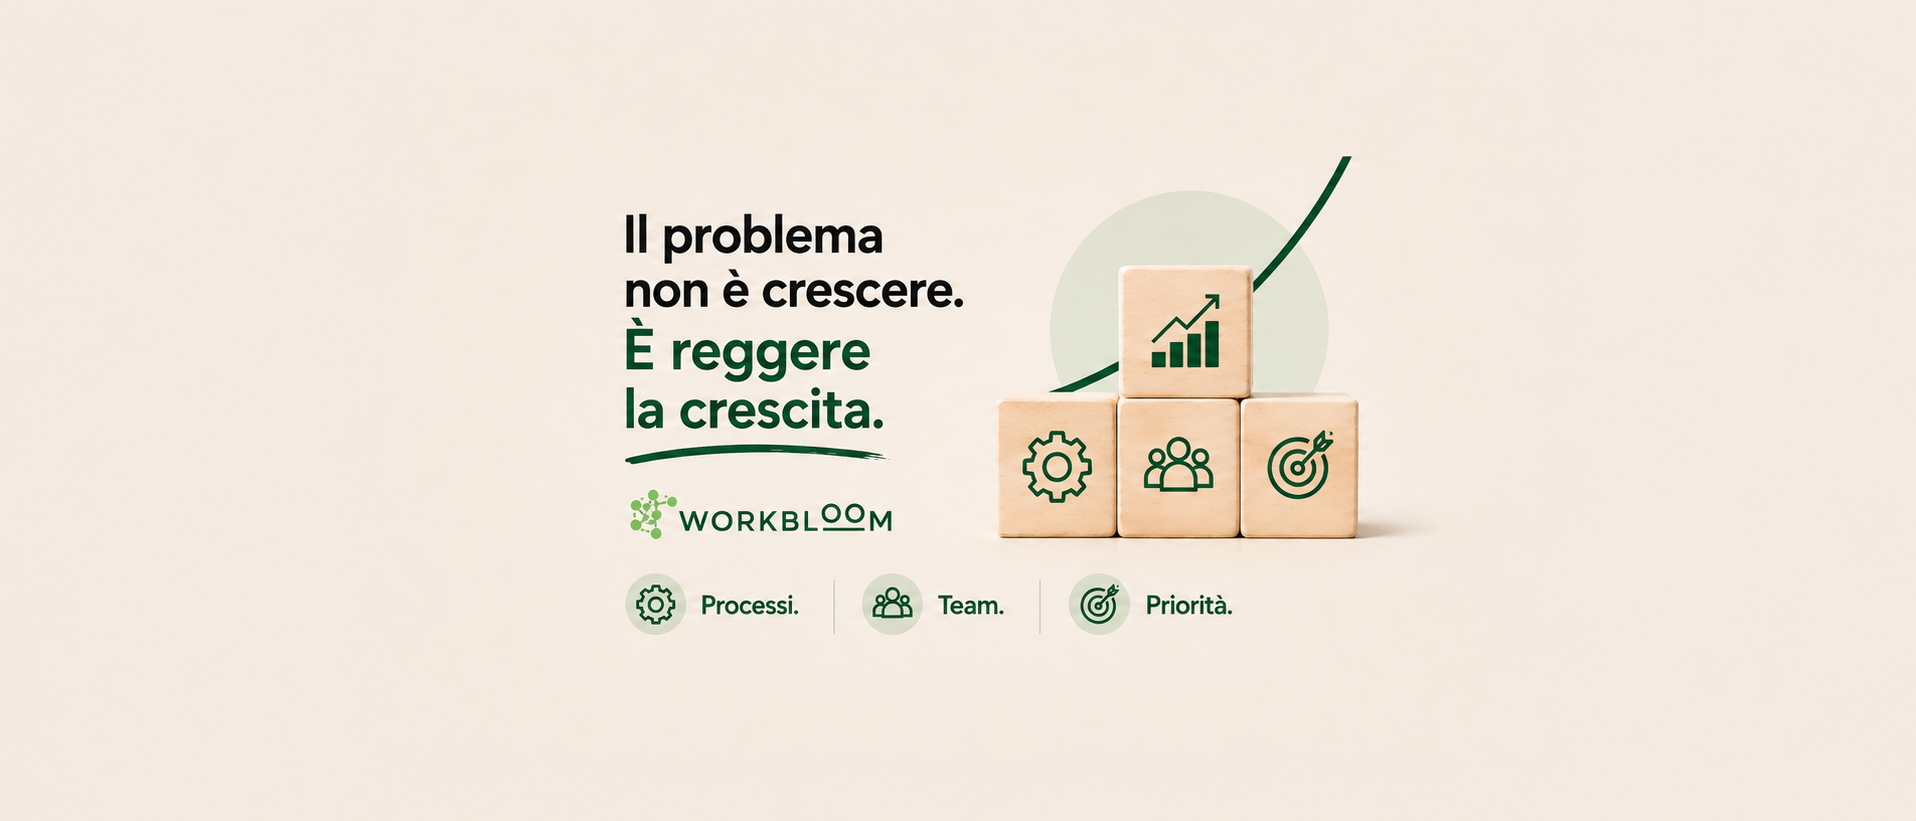 Il problema
non è crescere.
È reggere
la crescita.
WORKBLOOM
Processi.
Team.
Priorità.